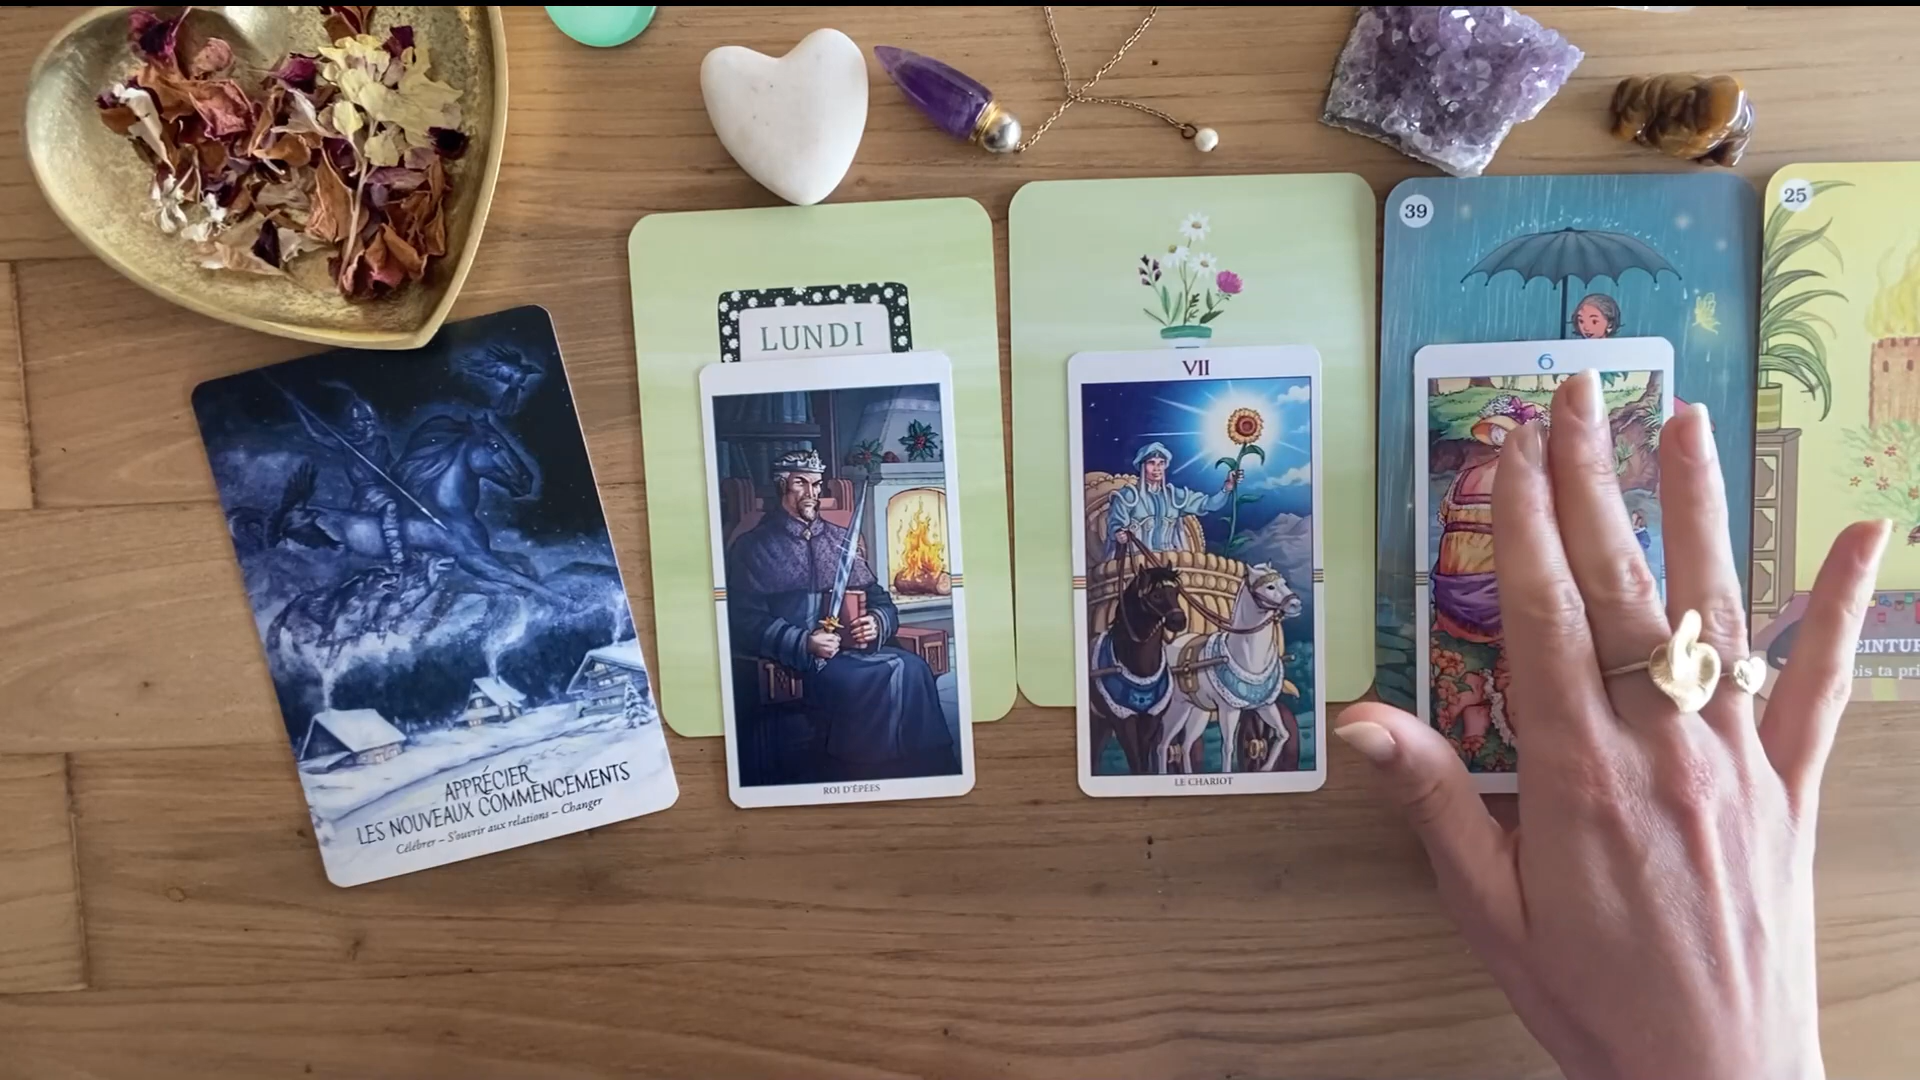 APPRÉCIER
LES NOUVEAUX COMMENCEMENTS
Célébrer – S'ouvrir aux relations – Changer
LUNDI
ROI D'ÉPÉES
VII
LE CHARIOT
39
6
25